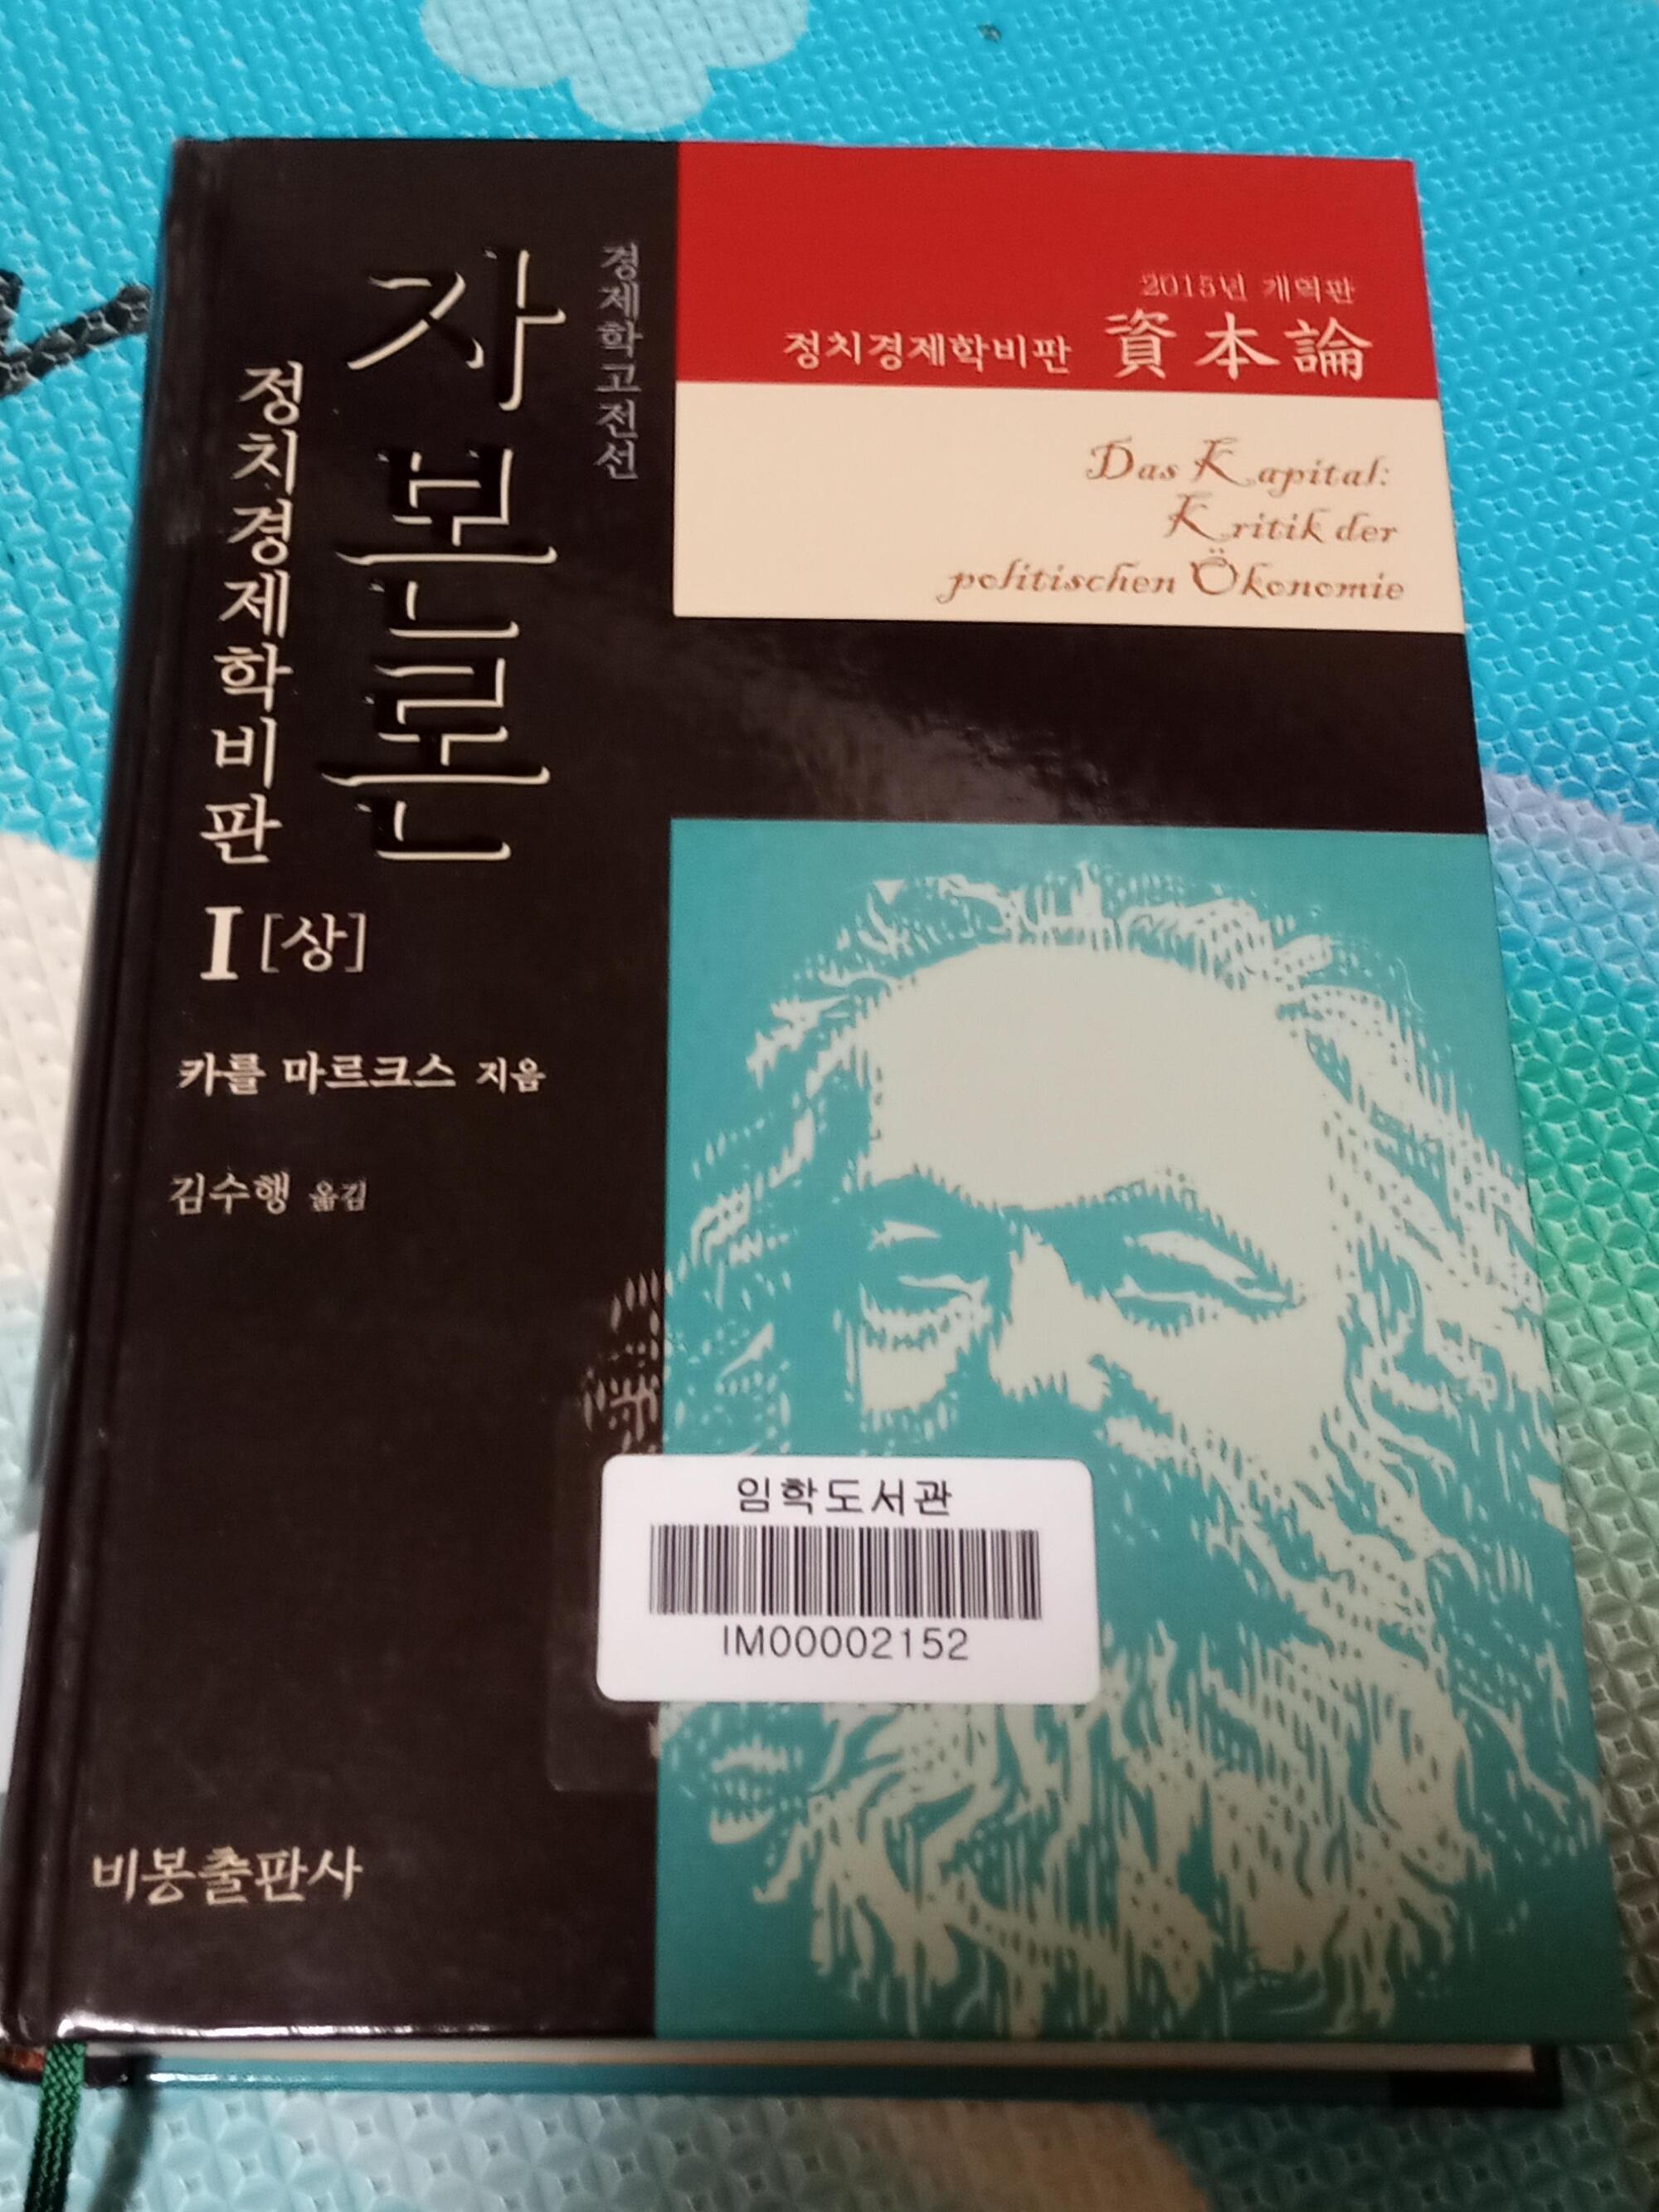 경제학고전선
자본론
정치경제학비판
I [상]
카를 마르크스 지음
김수행 옮김
비봉출판사
2015년 개역판
정치경제학비판 資本論
Das Kapital:
Kritik der
politischen Ökonomie
임학도서관
IM00002152